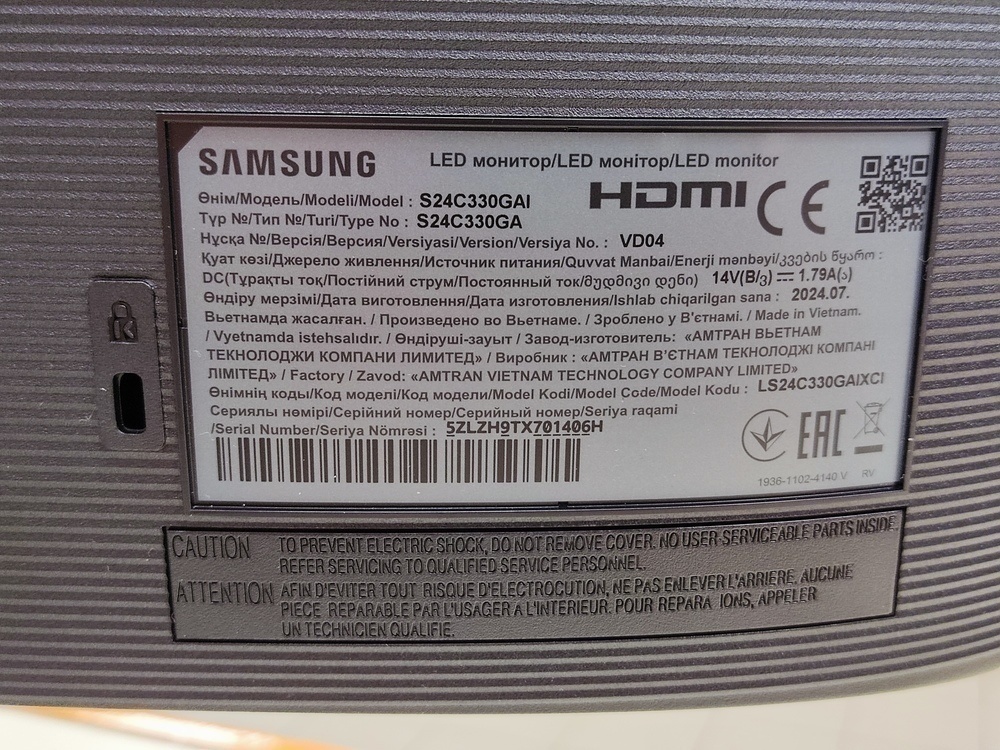 SAMSUNG
LED монитор/LED монітор/LED monitor
Өнім/Модель/Modeli/Model : S24C330GAI
HDMI CE
Түр №/Тип №/Turi/Type No : S24C330GA
Нұсқа №/Версія/Версия/Versiyasi/Version/Versiya No. : VD04
Қуат көзі/Джерело живлення/Источник питания/Quvvat Manbai/Enerji mənbəyi/კვების წყარო :
DC(Тұрақты ток/Постійний струм/Постоянный ток/მუდმივი დენი) 14V(В/ვ) ⎓ 1.79A(ა)
Өндіру мерзімі/Дата виготовлення/Дата изготовления/Ishlab chiqarilgan sana : 2024.07.
Вьетнамда жасалған. / Произведено во Вьетнаме. / Зроблено у В'єтнамі. / Made in Vietnam.
/ Vyetnamda istehsalıdır. / Өндіруші-зауыт / Завод-изготовитель: «АМТРАН ВЬЕТНАМ
ТЕКНОЛОДЖИ КОМПАНИ ЛИМИТЕД» / Виробник : «АМТРАН В'ЄТНАМ ТЕКНОЛОДЖІ КОМПАНІ
ЛІМІТЕД» / Factory / Zavod: «AMTRAN VIETNAM TECHNOLOGY COMPANY LIMITED»
Өнімнің коды/Код моделі/Код модели/Model Kodi/Model Code/Model Kodu : LS24C330GAIXCI
Сериялы нөмірі/Серійний номер/Серийный номер/Seriya raqami
/Serial Number/Seriya Nömrəsi : 5ZLZH9TX701406H
EAC
1936-1102-4140 V RV
K
CAUTION TO PREVENT ELECTRIC SHOCK, DO NOT REMOVE COVER. NO USER-SERVICEABLE PARTS INSIDE.
REFER SERVICING TO QUALIFIED SERVICE PERSONNEL.
ATTENTION AFIN D'EVITER TOUT RISQUE D'ELECTROCUTION, NE PAS ENLEVER L'ARRIERE. AUCUNE
PIECE REPARABLE PAR L'USAGER A L'INTERIEUR. POUR REPARA IONS, APPELER
UN TECHNICIEN QUALIFIE.